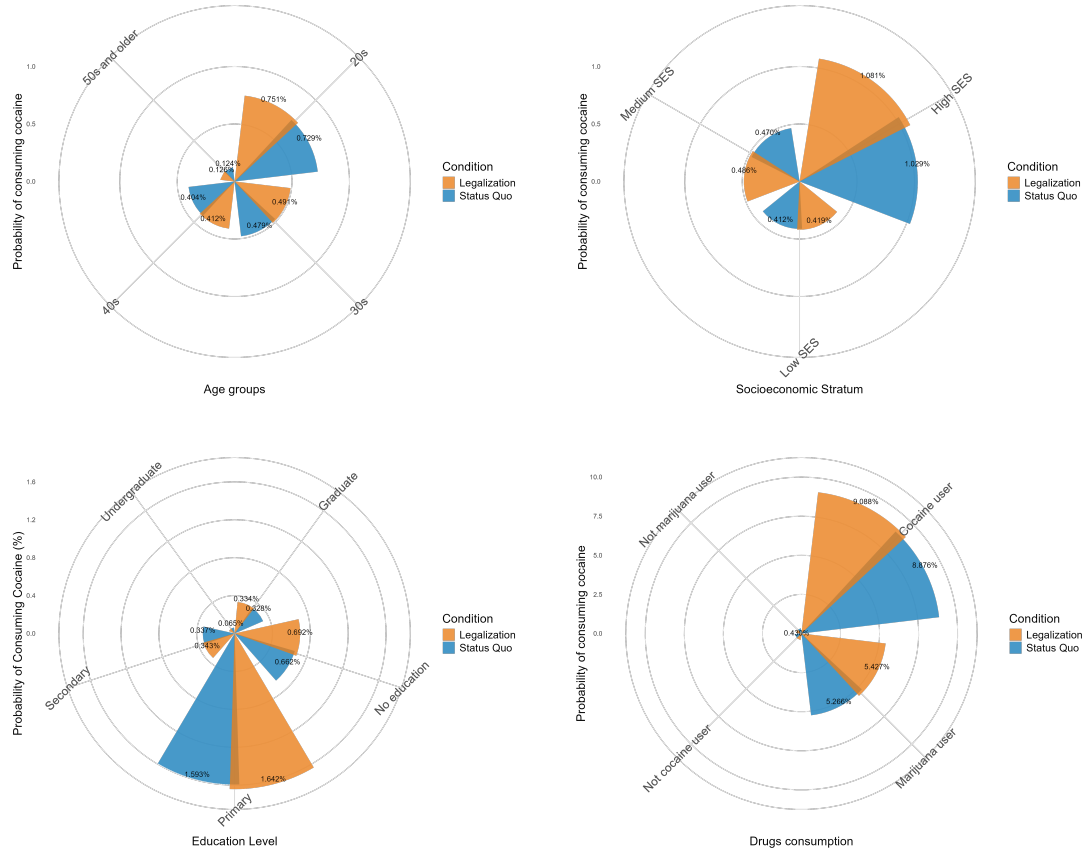 50s and older
20s
1.0
0.5
0.0
0.751%
0.729%
0.124%
0.126%
0.404%
0.412%
0.491%
0.479%
40s
30s
Probability of consuming cocaine
Age groups
Condition
Legalization
Status Quo
Medium SES
High SES
1.0
0.5
0.0
1.081%
1.029%
0.470%
0.486%
0.412%
0.419%
Low SES
Probability of consuming cocaine
Socioeconomic Stratum
Condition
Legalization
Status Quo
Undergraduate
Graduate
1.6
1.2
0.8
0.4
0.0
0.334%
0.328%
0.065%
0.337%
0.343%
0.692%
0.662%
1.593%
1.642%
Secondary
No education
Primary
Probability of Consuming Cocaine (%)
Education Level
Condition
Legalization
Status Quo
Not marijuana user
Cocaine user
10.0
7.5
5.0
2.5
0.0
9.088%
8.876%
0.430%
5.427%
5.266%
Not cocaine user
Marijuana user
Probability of consuming cocaine
Drugs consumption
Condition
Legalization
Status Quo